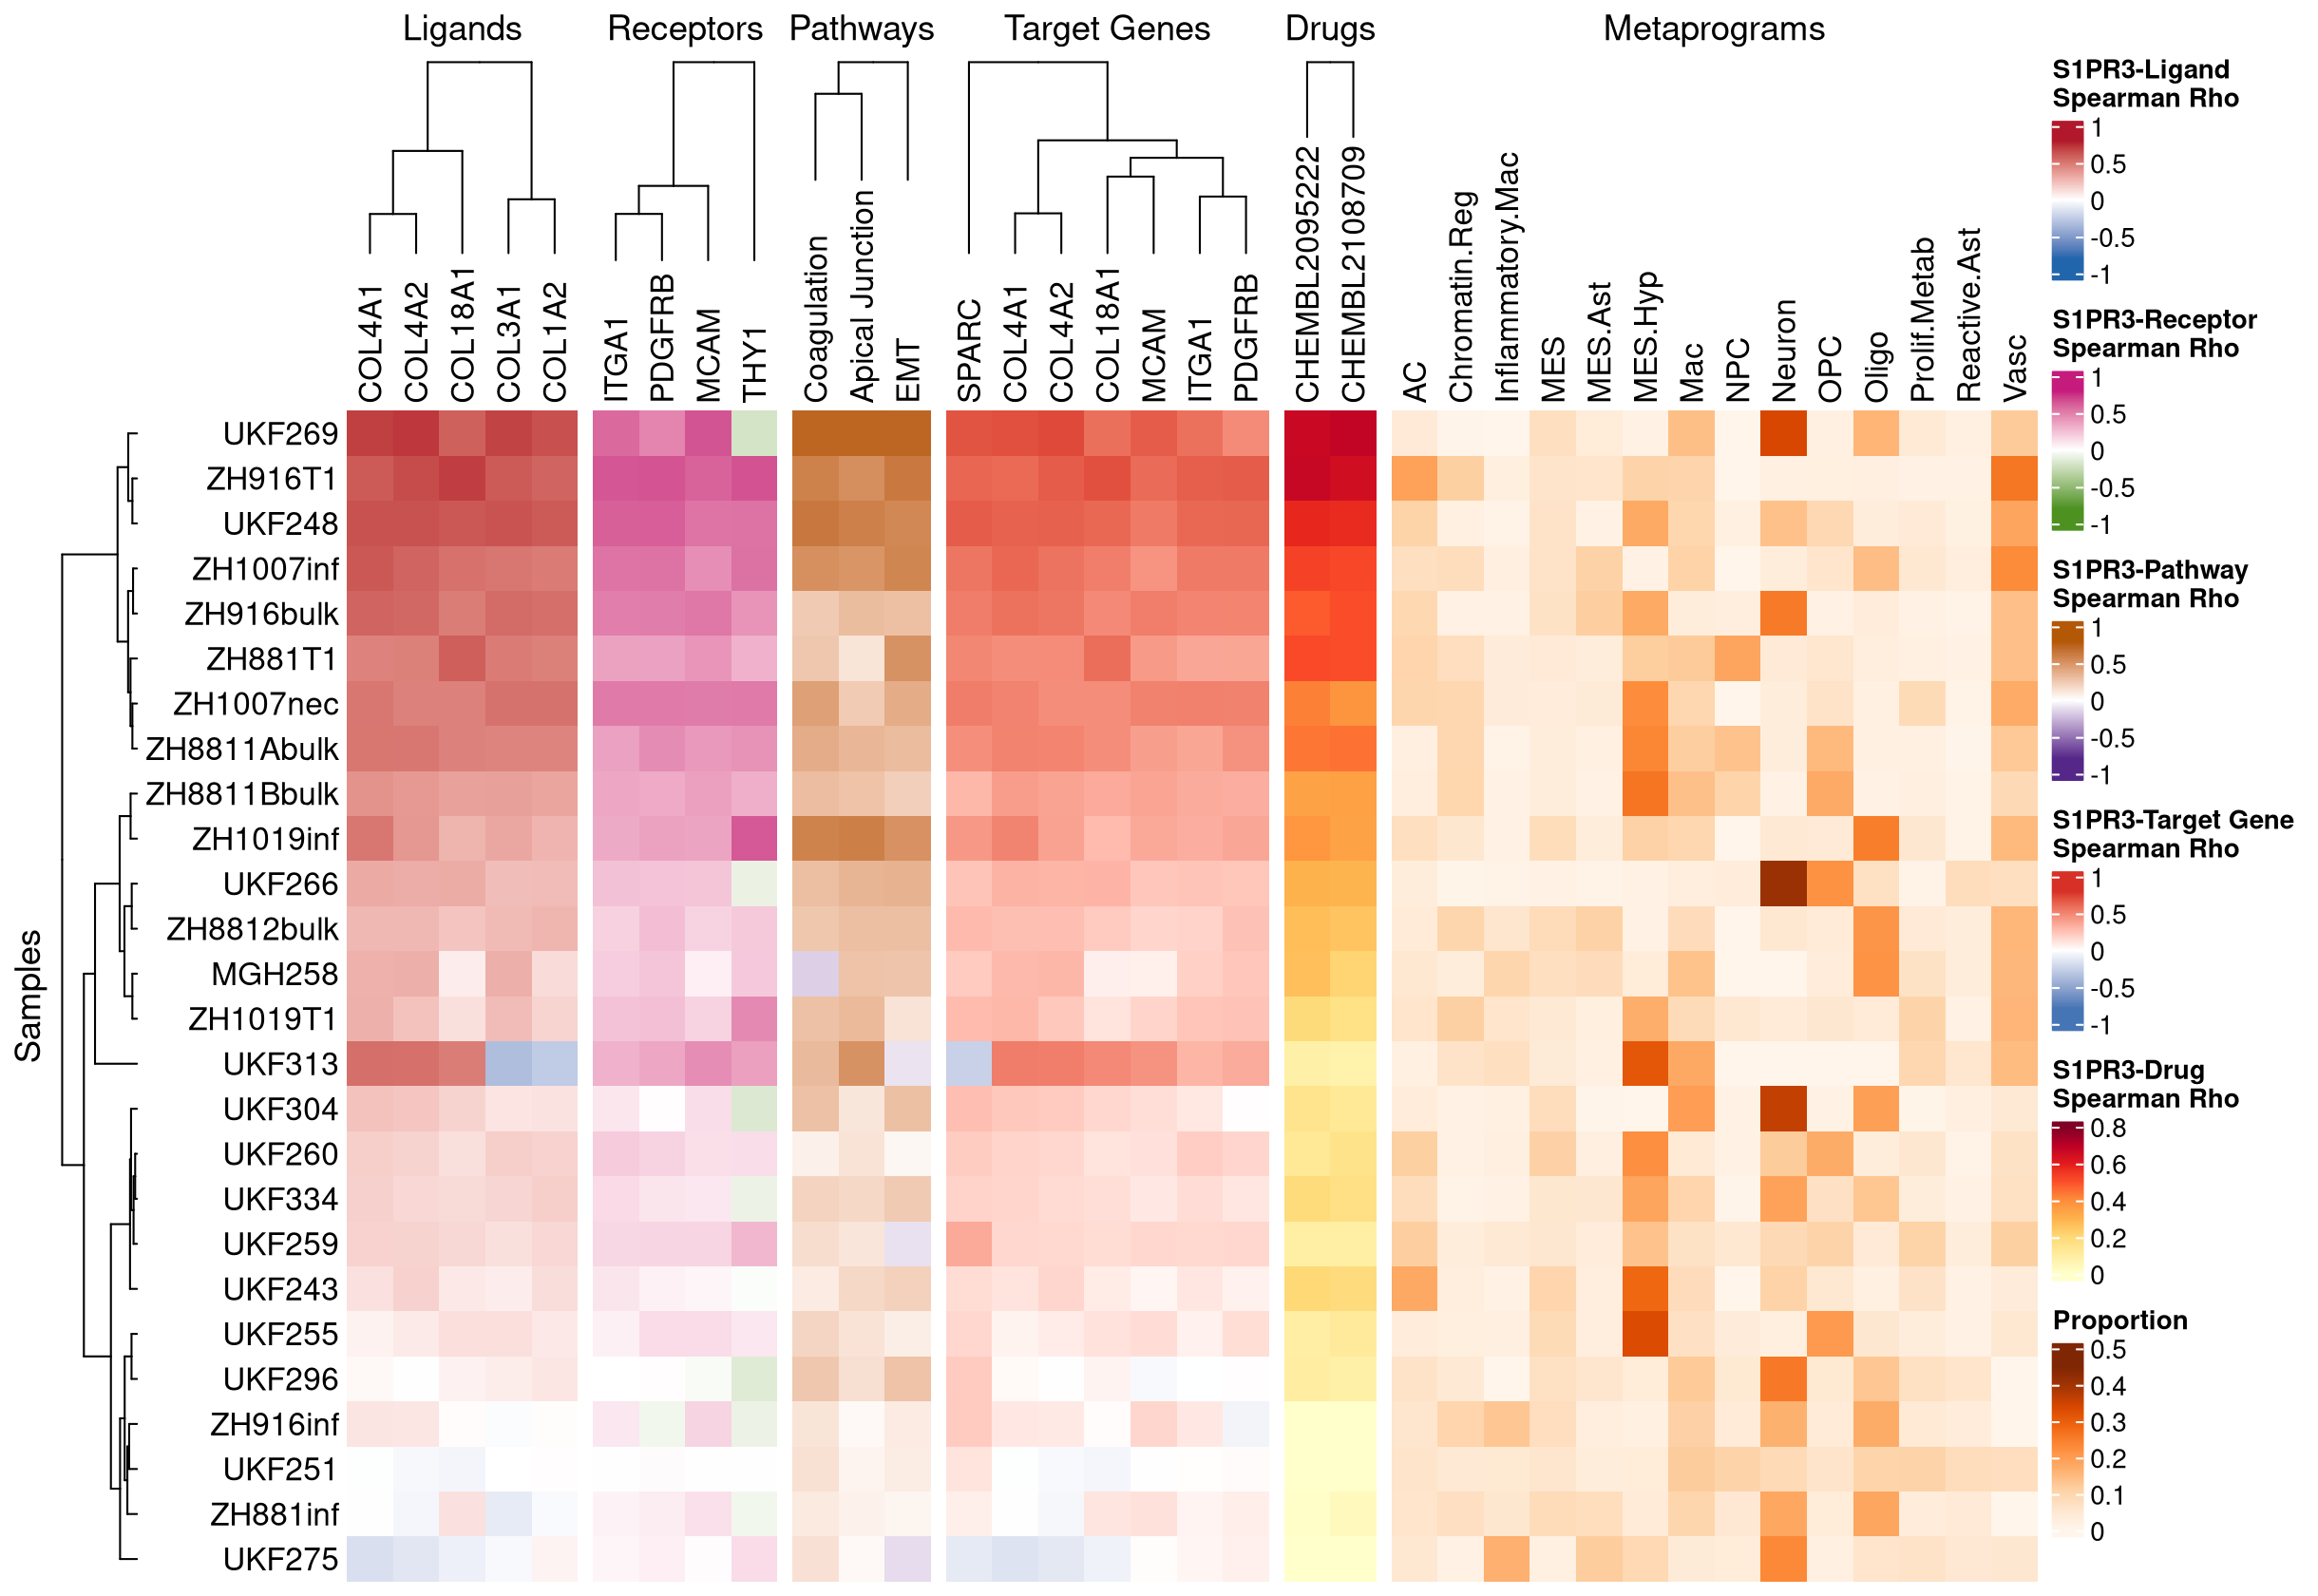 Ligands
Receptors
Pathways
Target Genes
Drugs
Metaprograms
COL4A1
COL4A2
COL18A1
COL3A1
COL1A2
ITGA1
PDGFRB
MCAM
THY1
Coagulation
Apical Junction
EMT
SPARC
COL4A1
COL4A2
COL18A1
MCAM
ITGA1
PDGFRB
CHEMBL2095222
CHEMBL2108709
AC
Chromatin.Reg
Inflammatory.Mac
MES
MES.Ast
MES.Hyp
Mac
NPC
Neuron
OPC
Oligo
Prolif.Metab
Reactive.Ast
Vasc
Samples
UKF269
ZH916T1
UKF248
ZH1007inf
ZH916bulk
ZH881T1
ZH1007nec
ZH8811Abulk
ZH8811Bbulk
ZH1019inf
UKF266
ZH8812bulk
MGH258
ZH1019T1
UKF313
UKF304
UKF260
UKF334
UKF259
UKF243
UKF255
UKF296
ZH916inf
UKF251
ZH881inf
UKF275
S1PR3-Ligand
Spearman Rho
1
0.5
0
-0.5
-1
S1PR3-Receptor
Spearman Rho
1
0.5
0
-0.5
-1
S1PR3-Pathway
Spearman Rho
1
0.5
0
-0.5
-1
S1PR3-Target Gene
Spearman Rho
1
0.5
0
-0.5
-1
S1PR3-Drug
Spearman Rho
0.8
0.6
0.4
0.2
0
Proportion
0.5
0.4
0.3
0.2
0.1
0